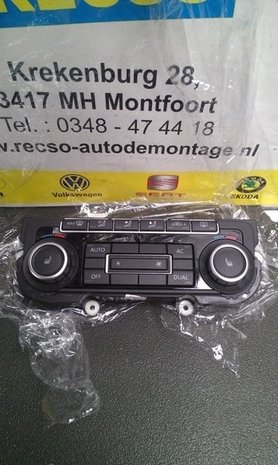 Krekenburg 28,
3417 MH Montfoort
Tel. : 0348 - 47 44 18
www.recso-autodemontage.nl
Volkswagen SEAT SKODA
AUTO AC
OFF DUAL